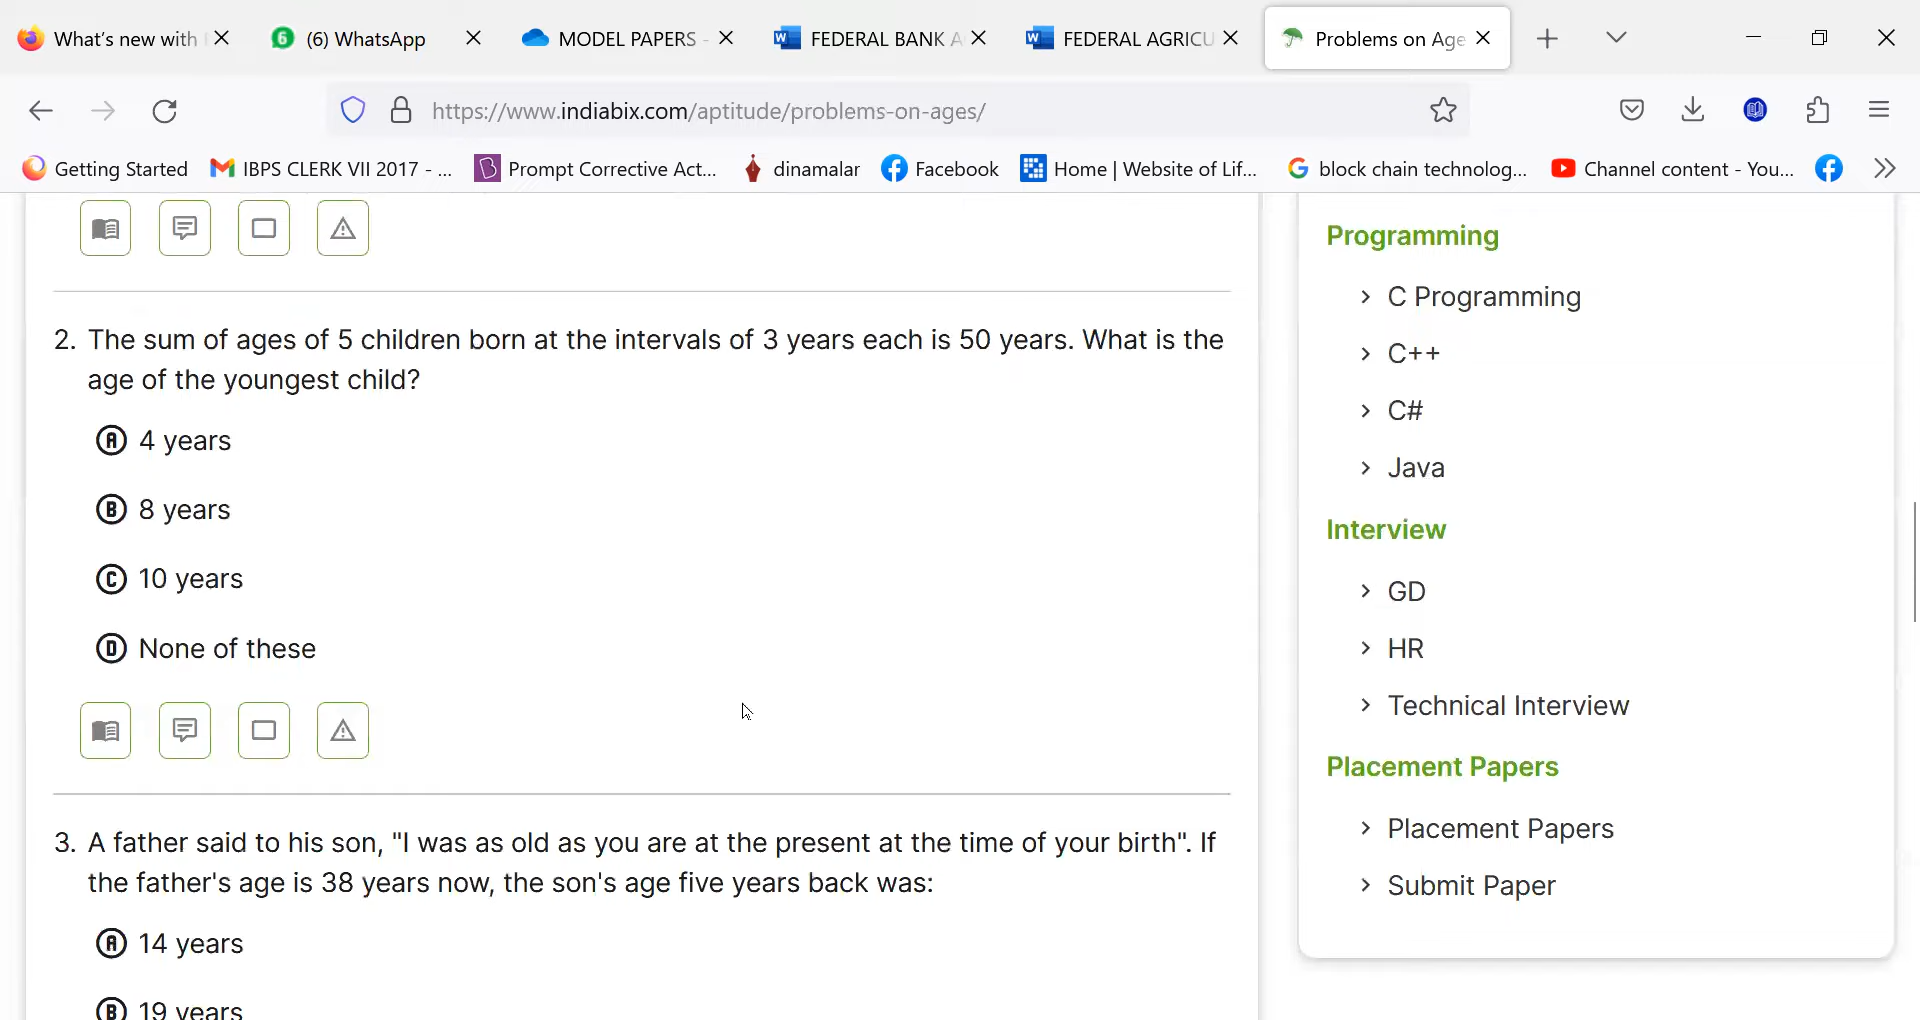 What's new with
6 (6) WhatsApp
MODEL PAPERS -
FEDERAL BANK A
FEDERAL AGRICU
Problems on Age
https://www.indiabix.com/aptitude/problems-on-ages/
Getting Started
IBPS CLERK VII 2017 - ...
Prompt Corrective Act...
dinamalar
Facebook
Home | Website of Lif...
block chain technolog...
Channel content - You...
2. The sum of ages of 5 children born at the intervals of 3 years each is 50 years. What is the
age of the youngest child?
A 4 years
B 8 years
C 10 years
D None of these
3. A father said to his son, "I was as old as you are at the present at the time of your birth". If
the father's age is 38 years now, the son's age five years back was:
A 14 years
B 19 years
Programming
C Programming
C++
C#
Java
Interview
GD
HR
Technical Interview
Placement Papers
Placement Papers
Submit Paper